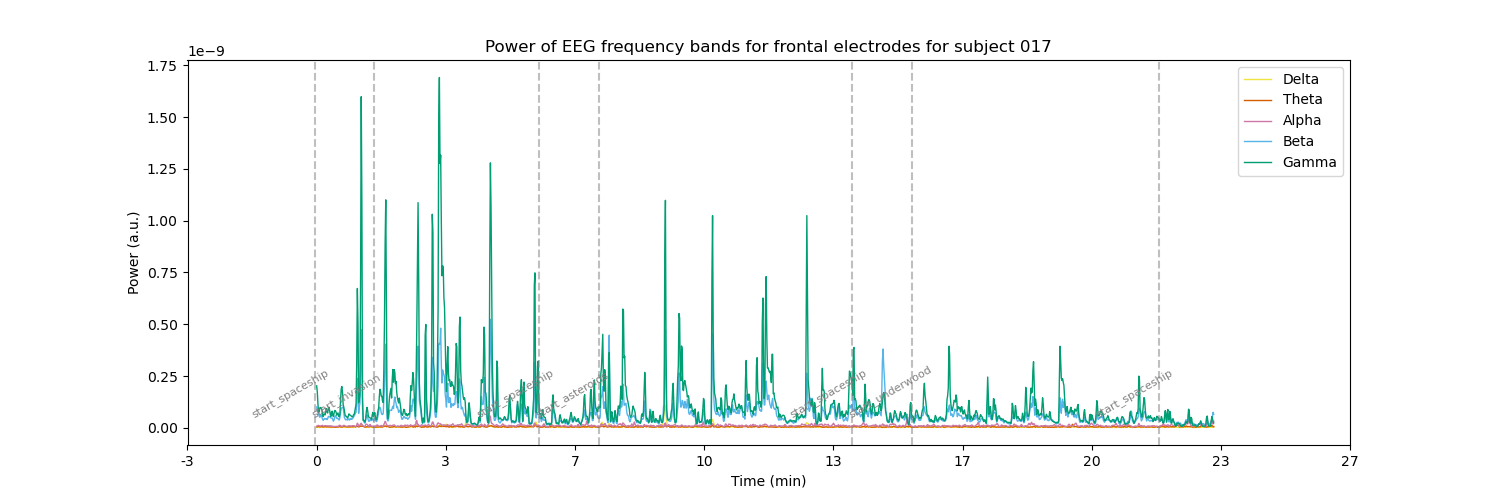 Power of EEG frequency bands for frontal electrodes for subject 017
1e−9
1.75
1.50
1.25
1.00
0.75
0.50
0.25
0.00
Power (a.u.)
Delta
Theta
Alpha
Beta
Gamma
start_spaceship
start_invasion
start_spaceship
start_asteroids
start_spaceship
start_underwood
start_spaceship
-3
0
3
7
10
13
17
20
23
27
Time (min)